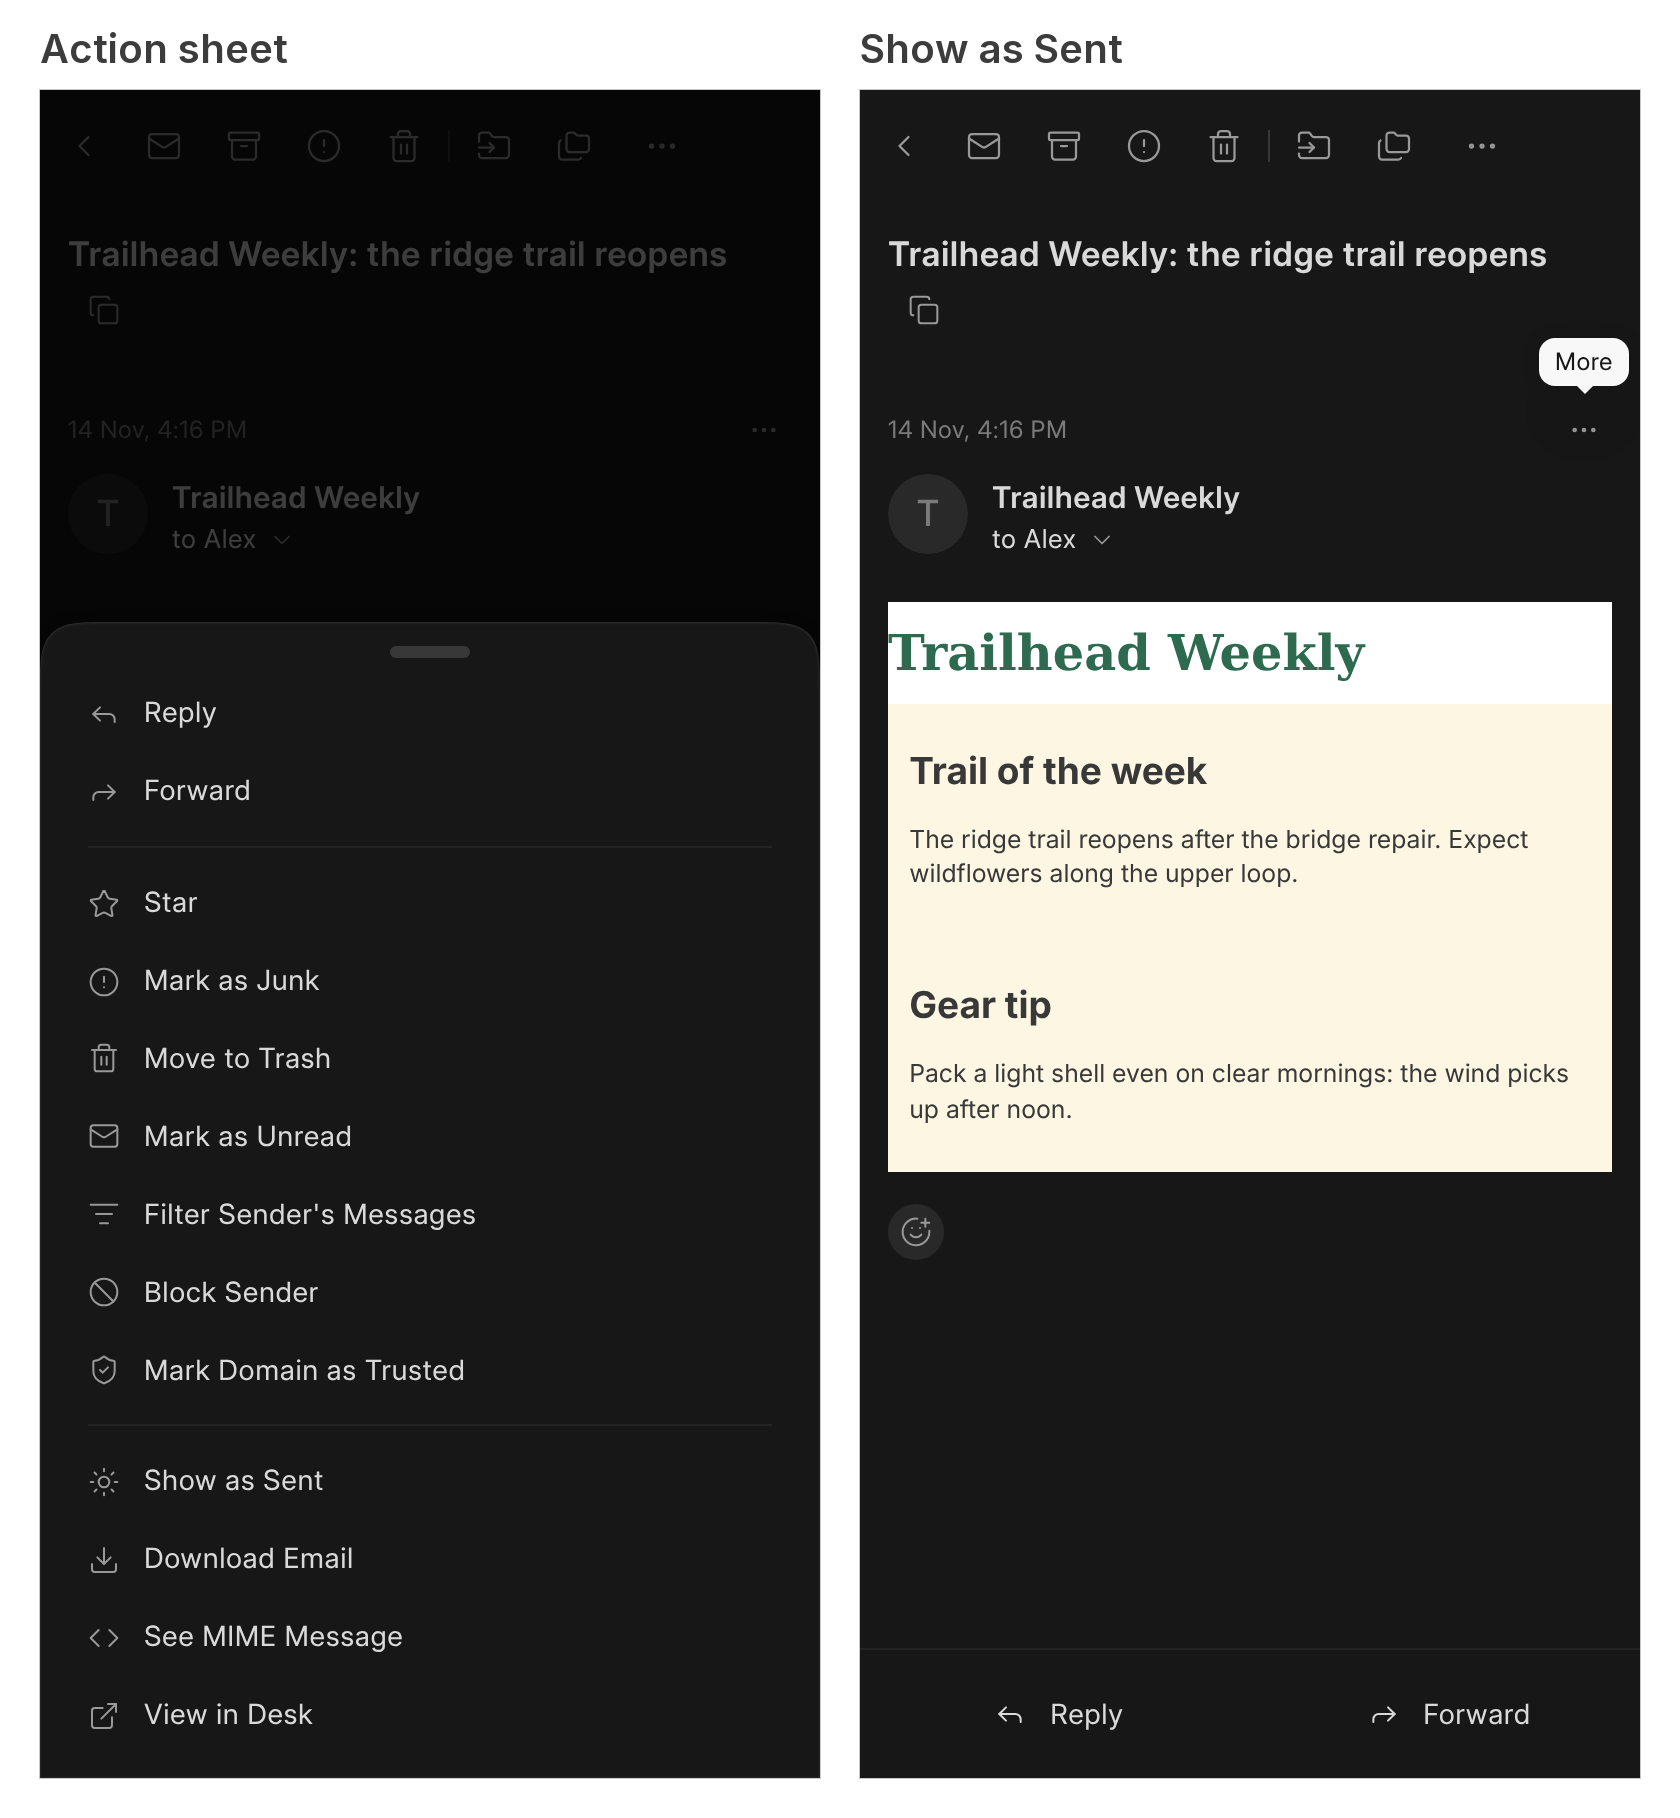 Action sheet
Trailhead Weekly: the ridge trail reopens
14 Nov, 4:16 PM
T
Trailhead Weekly
to Alex
Reply
Forward
Star
Mark as Junk
Move to Trash
Mark as Unread
Filter Sender's Messages
Block Sender
Mark Domain as Trusted
Show as Sent
Download Email
See MIME Message
View in Desk
Show as Sent
Trailhead Weekly: the ridge trail reopens
More
14 Nov, 4:16 PM
T
Trailhead Weekly
to Alex
Trailhead Weekly
Trail of the week
The ridge trail reopens after the bridge repair. Expect
wildflowers along the upper loop.
Gear tip
Pack a light shell even on clear mornings: the wind picks
up after noon.
Reply
Forward